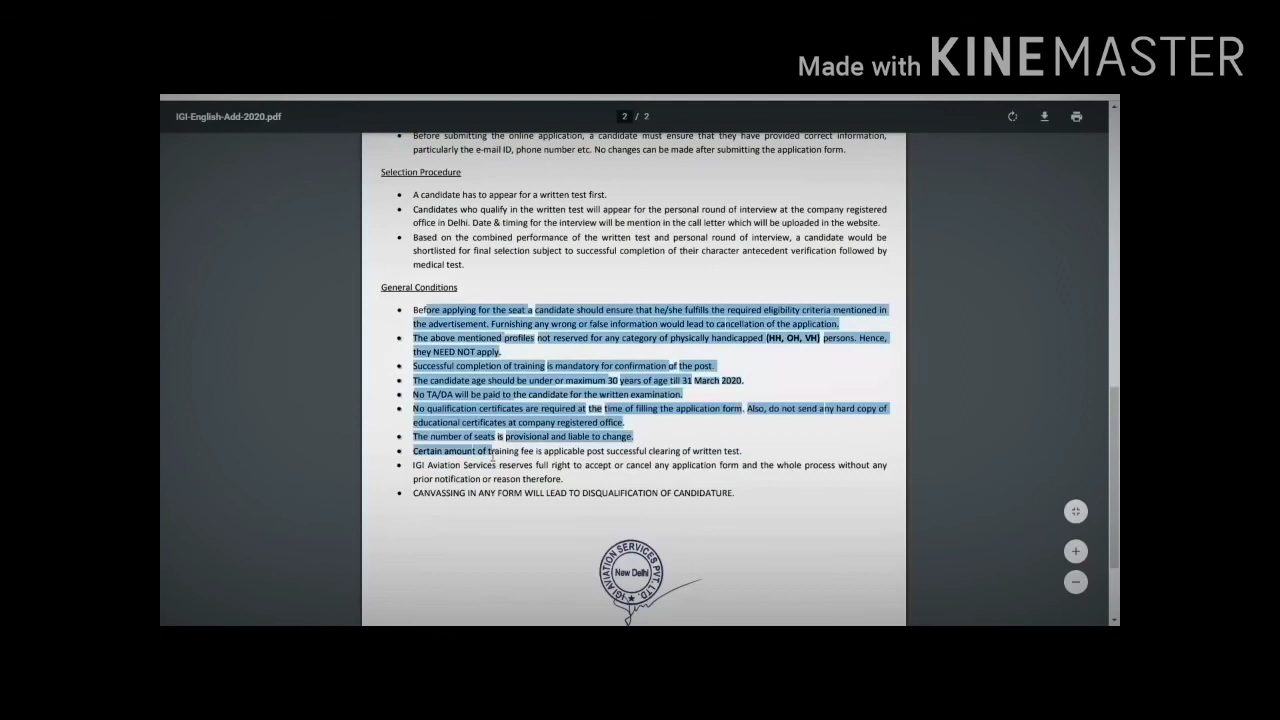 Made with KINEMASTER
IGI-English-Add-2020.pdf
2 / 2
Before submitting the online application, a candidate must ensure that they have provided correct information,
particularly the e-mail ID, phone number etc. No changes can be made after submitting the application form.
Selection Procedure
• A candidate has to appear for a written test first.
• Candidates who qualify in the written test will appear for the personal round of interview at the company registered
office in Delhi. Date & timing for the interview will be mention in the call letter which will be uploaded in the website.
• Based on the combined performance of the written test and personal round of interview, a candidate would be
shortlisted for final selection subject to successful completion of their character antecedent verification followed by
medical test.
General Conditions
• Before applying for the seat a candidate should ensure that he/she fulfills the required eligibility criteria mentioned in
the advertisement. Furnishing any wrong or false information would lead to cancellation of the application.
• The above mentioned profiles not reserved for any category of physically handicapped (HH, OH, VH) persons. Hence,
they NEED NOT apply.
• Successful completion of training is mandatory for confirmation of the post.
• The candidate age should be under or maximum 30 years of age till 31 March 2020.
• No TA/DA will be paid to the candidate for the written examination.
• No qualification certificates are required at the time of filling the application form. Also, do not send any hard copy of
educational certificates at company registered office.
• The number of seats is provisional and liable to change.
• Certain amount of training fee is applicable post successful clearing of written test.
• IGI Aviation Services reserves full right to accept or cancel any application form and the whole process without any
prior notification or reason therefore.
• CANVASSING IN ANY FORM WILL LEAD TO DISQUALIFICATION OF CANDIDATURE.
IGI AVIATION SERVICES PVT. LTD.
New Delhi